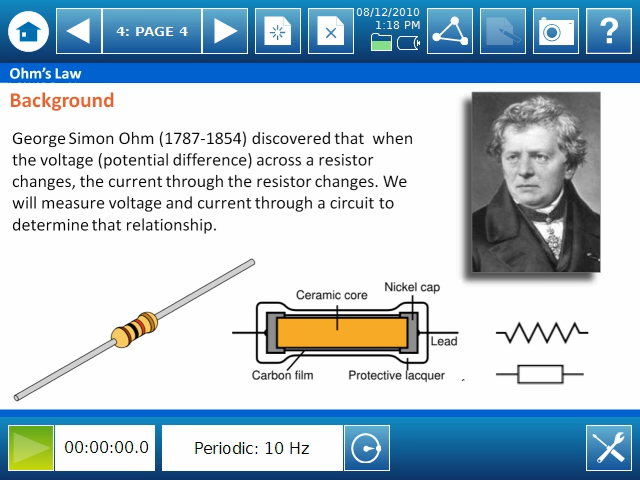 08/12/2010
4: PAGE 4
1:18 PM
?
Ohm's Law
Background
George Simon Ohm (1787-1854) discovered that when
the voltage (potential difference) across a resistor
changes, the current through the resistor changes. We
will measure voltage and current through a circuit to
determine that relationship.
Nickel cap
Ceramic core
Lead
Carbon film
Protective lacquer
00:00:00.0
Periodic: 10 Hz